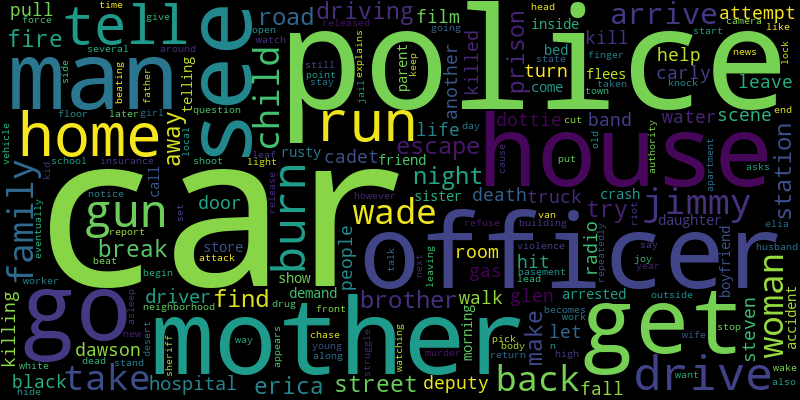 pull
time
force
give
several
tell
fire
man
side
beating
father
telling
see
child
road
driving
film
open
watch
released
around
police
parent
keep
still
point
stay
jail
explains
going
another
killed
prison
inside
head
camera
start
arrive
attempt
news
like
lock
kill
bed
state
finger
help
turn
flees
carly
leave
come
taken
town
knock
home
away
floor
later
girl
question
local
run
life
day
escape
dottie
cut
old
band
water
scene
end
vehicle
school
insurance
shoot
light
leaf
rusty
cadet
friend
cause
house
put
authority
apartment
asks
station
family
kid
eventually
notice
call
gun
door
burn
release
however
night
sister
death
truck
crash
try
riot
jimmy
daughter
elia
car
report
set
wade
refuse
van
building
officer
boyfriend
husband
worker
break
beat
store
attack
people
talk
next
leaving
room
violence
hit
radio
repeatedly
say
joy
year
woman
go
begin
show
gas
basement
lead
killing
driver
find
drug
demand
brother
walk
glen
arrested
outside
accident
new
asleep
neighborhood
desert
mother
front
becomes
work
get
steven
dawson
way
appears
chase
young
along
struggle
watching
morning
make
let
stop
white
dead
stand
sheriff
murder
pick
body
return
n
high
wife
wake
black
hide
take
hospital
erica
street
deputy
back
fall
drive
want
also